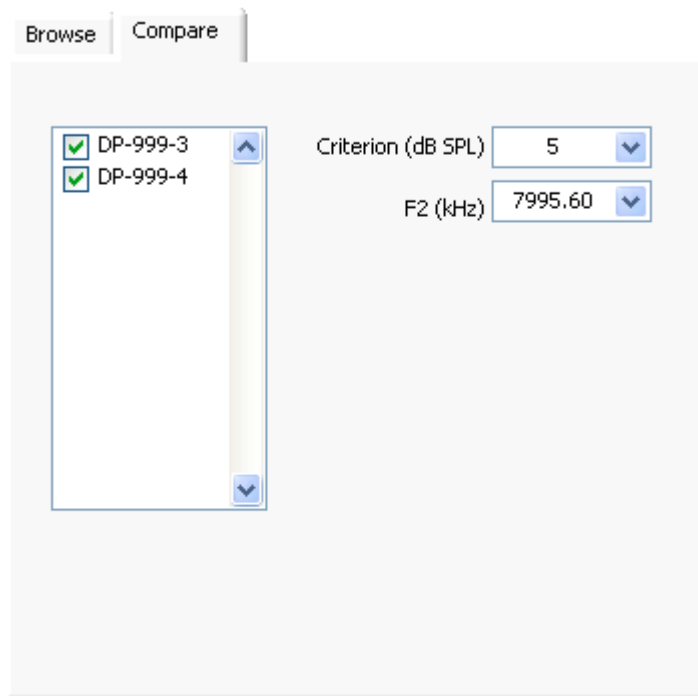 Browse
Compare
DP-999-3
DP-999-4
Criterion (dB SPL)
5
F2 (kHz)
7995.60